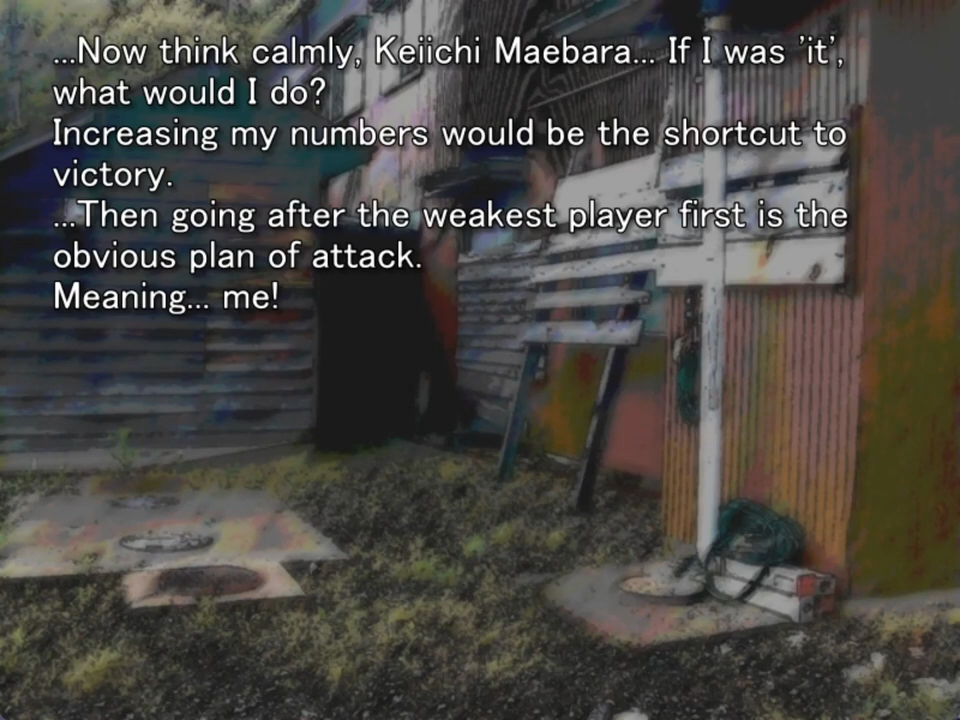 ...Now think calmly, Keiichi Maebara... If I was 'it',
what would I do?
Increasing my numbers would be the shortcut to
victory.
...Then going after the weakest player first is the
obvious plan of attack.
Meaning... me!